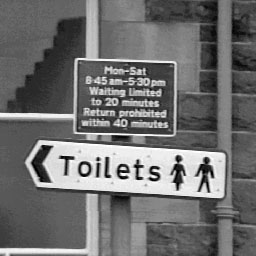 Mon-Sat
8·45 am-5·30 pm
Waiting limited
to 20 minutes
Return prohibited
within 40 minutes
Toilets